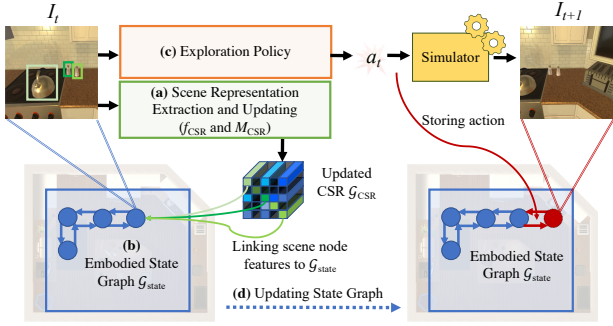 I_t
I_{t+1}
(c) Exploration Policy
a_t
Simulator
(a) Scene Representation
Extraction and Updating
(f_CSR and M_CSR)
Storing action
Updated
CSR 𝒢_CSR
(b)
Embodied State
Graph 𝒢_state
Linking scene node
features to 𝒢_state
Embodied State
Graph 𝒢_state
(d) Updating State Graph